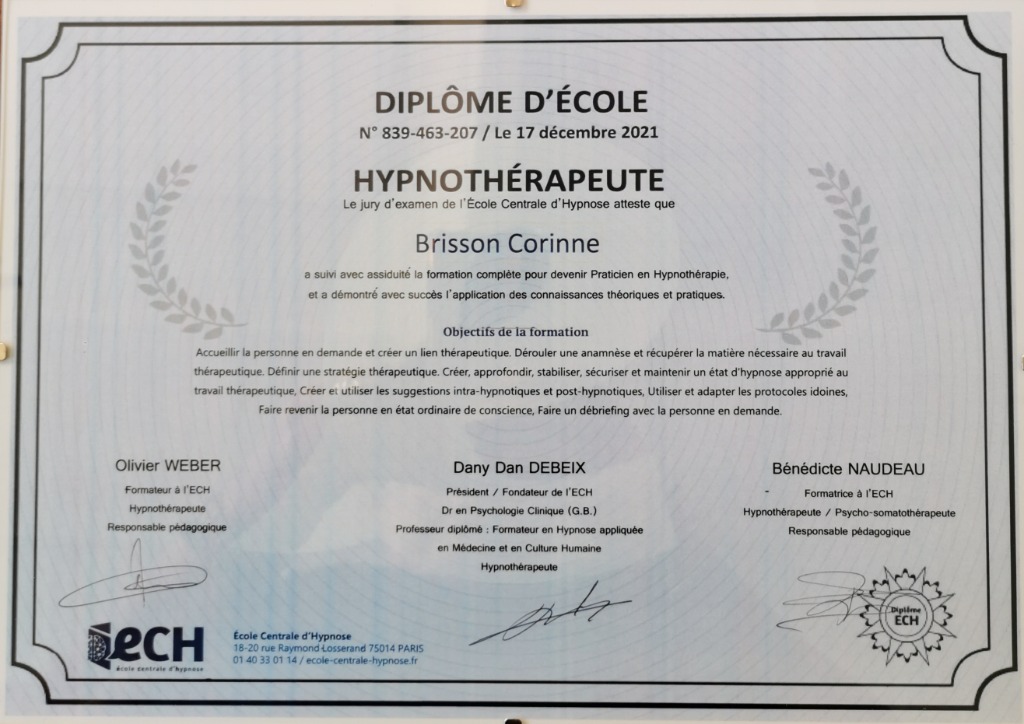 DIPLÔME D'ÉCOLE
N° 839-463-207 / Le 17 décembre 2021
HYPNOTHÉRAPEUTE
Le jury d'examen de l'École Centrale d'Hypnose atteste que
Brisson Corinne
a suivi avec assiduité la formation complète pour devenir Praticien en Hypnothérapie,
et a démontré avec succès l'application des connaissances théoriques et pratiques.
Objectifs de la formation
Accueillir la personne en demande et créer un lien thérapeutique. Dérouler une anamnèse et récupérer la matière nécessaire au travail
thérapeutique. Définir une stratégie thérapeutique. Créer, approfondir, stabiliser, sécuriser et maintenir un état d'hypnose approprié au
travail thérapeutique, Créer et utiliser les suggestions intra-hypnotiques et post-hypnotiques, Utiliser et adapter les protocoles idoines,
Faire revenir la personne en état ordinaire de conscience, Faire un débriefing avec la personne en demande.
Olivier WEBER
Formateur à l'ECH
Hypnothérapeute
Responsable pédagogique
Dany Dan DEBEIX
Président / Fondateur de l'ECH
Dr en Psychologie Clinique (G.B.)
Professeur diplômé : Formateur en Hypnose appliquée
en Médecine et en Culture Humaine
Hypnothérapeute
Bénédicte NAUDEAU
Formatrice à l'ECH
Hypnothérapeute / Psycho-somatothérapeute
Responsable pédagogique
ECH
école centrale d'hypnose
École Centrale d'Hypnose
18-20 rue Raymond Losserand 75014 PARIS
01 40 33 01 14 / ecole-centrale-hypnose.fr
Diplôme
ECH